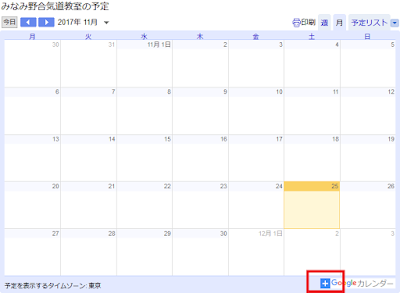 みなみ野合気道教室の予定
今日 2017年 11月 印刷 週 月 予定リスト
月 火 水 木 金 土 日
30 31 11月 1日 2 3 4 5
6 7 8 9 10 11 12
13 14 15 16 17 18 19
20 21 22 23 24 25 26
27 28 29 30 12月 1日 2 3
予定を表示するタイムゾーン: 東京 Google カレンダー